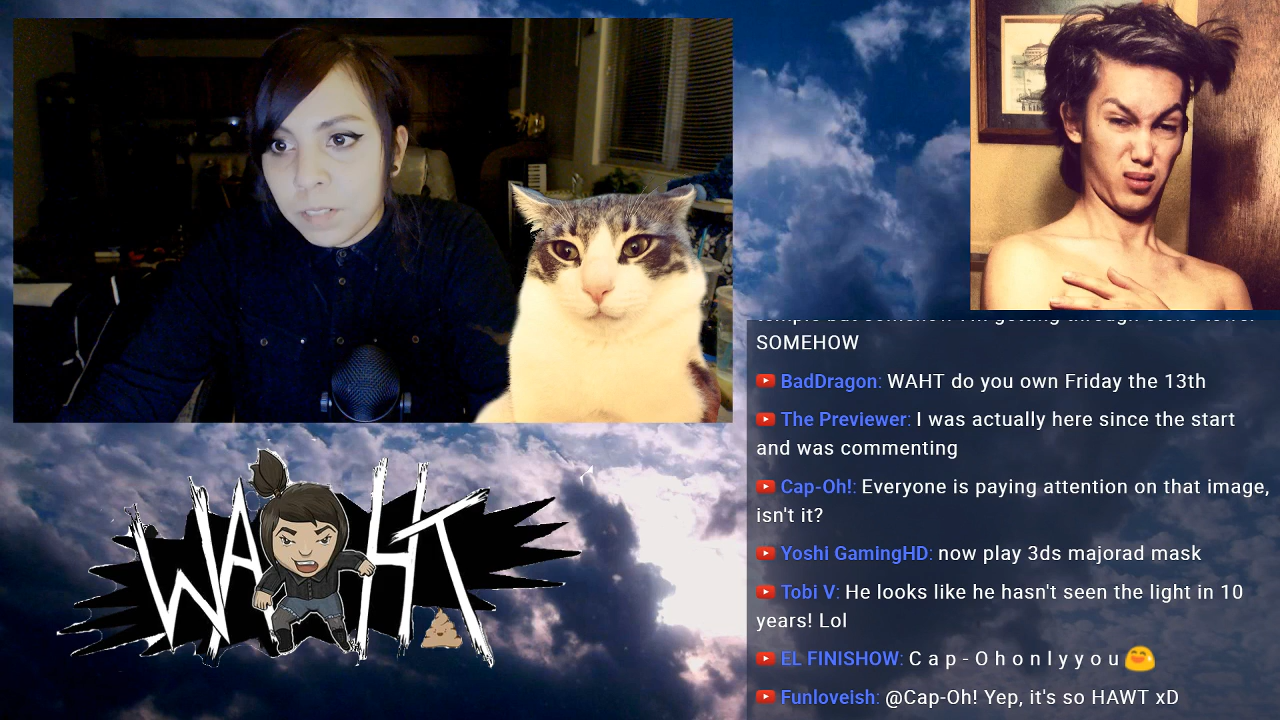 WAHT
SOMEHOW
BadDragon: WAHT do you own Friday the 13th
The Previewer: I was actually here since the start
and was commenting
Cap-Oh!: Everyone is paying attention on that image,
isn't it?
Yoshi GamingHD: now play 3ds majorad mask
Tobi V: He looks like he hasn't seen the light in 10
years! Lol
EL FINISHOW: C a p - O h o n l y y o u 😄
Funloveish: @Cap-Oh! Yep, it's so HAWT xD